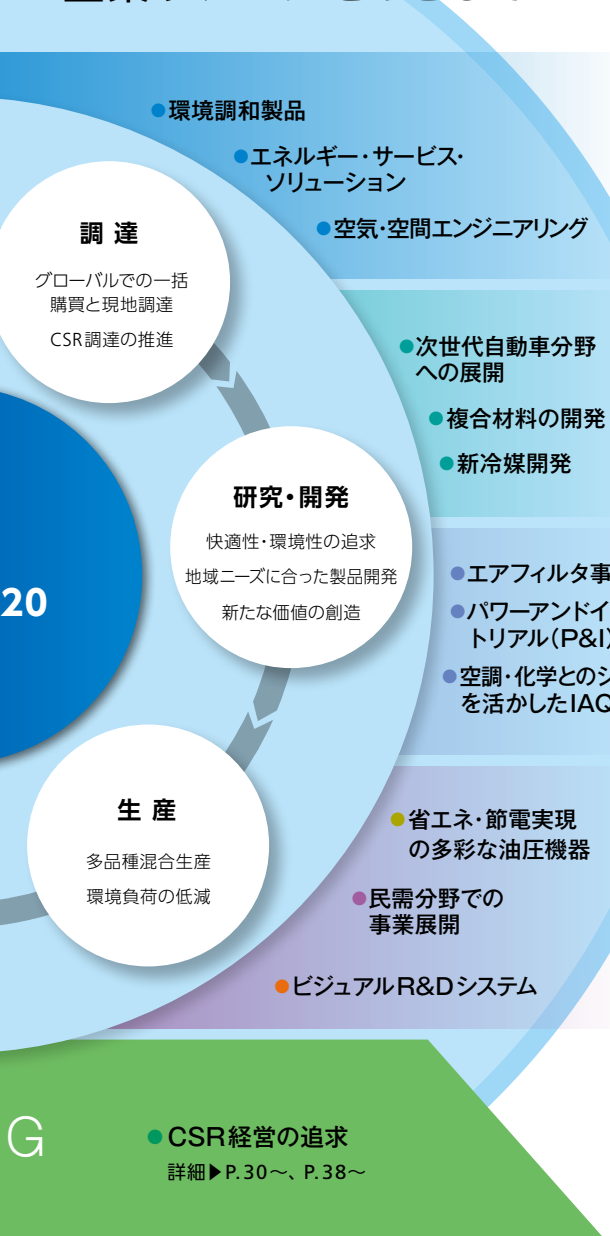 ●環境調和製品
●エネルギー・サービス・
ソリューション
●空気・空間エンジニアリング
調達
グローバルでの一括
購買と現地調達
CSR調達の推進
●次世代自動車分野
への展開
●複合材料の開発
●新冷媒開発
研究・開発
快適性・環境性の追求
地域ニーズに合った製品開発
新たな価値の創造
20
●エアフィルタ事
●パワーアンドイ
トリアル(P&I)
●空調・化学とのシ
を活かしたIAQ
生産
多品種混合生産
環境負荷の低減
●省エネ・節電実現
の多彩な油圧機器
●民需分野での
事業展開
●ビジュアルR&Dシステム
G
●CSR経営の追求
詳細▶P.30〜、P.38〜